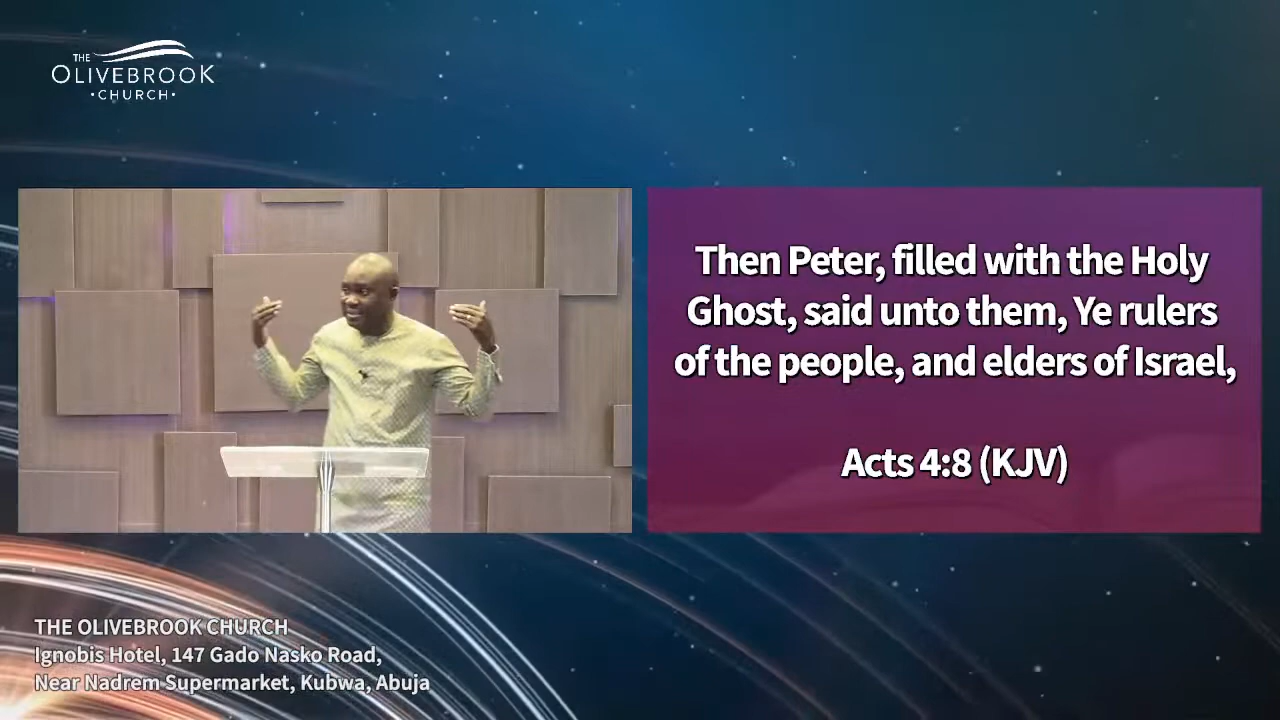 THE
OLIVEBROOK
·CHURCH·
Then Peter, filled with the Holy
Ghost, said unto them, Ye rulers
of the people, and elders of Israel,
Acts 4:8 (KJV)
THE OLIVEBROOK CHURCH
Ignobis Hotel, 147 Gado Nasko Road,
Near Nadrem Supermarket, Kubwa, Abuja